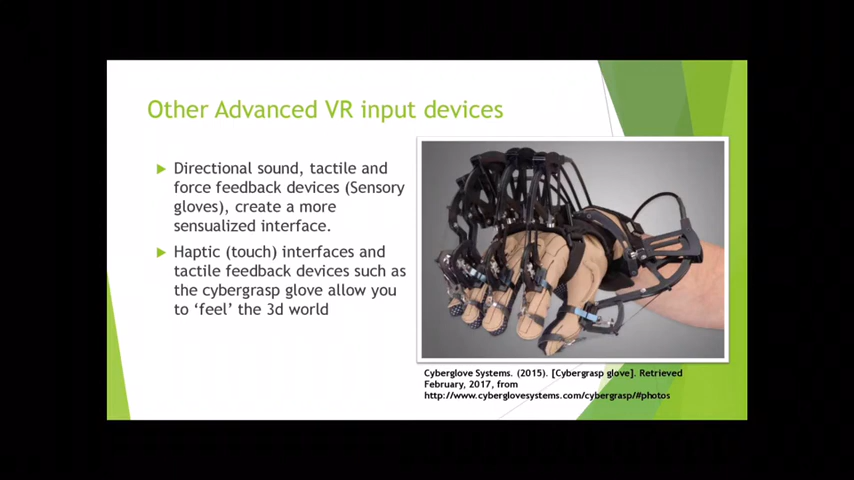 Other Advanced VR input devices
Directional sound, tactile and
force feedback devices (Sensory
gloves), create a more
sensualized interface.
Haptic (touch) interfaces and
tactile feedback devices such as
the cybergrasp glove allow you
to ‘feel’ the 3d world
Cyberglove Systems. (2015). [Cybergrasp glove]. Retrieved
February, 2017, from
http://www.cyberglovesystems.com/cybergrasp/#photos